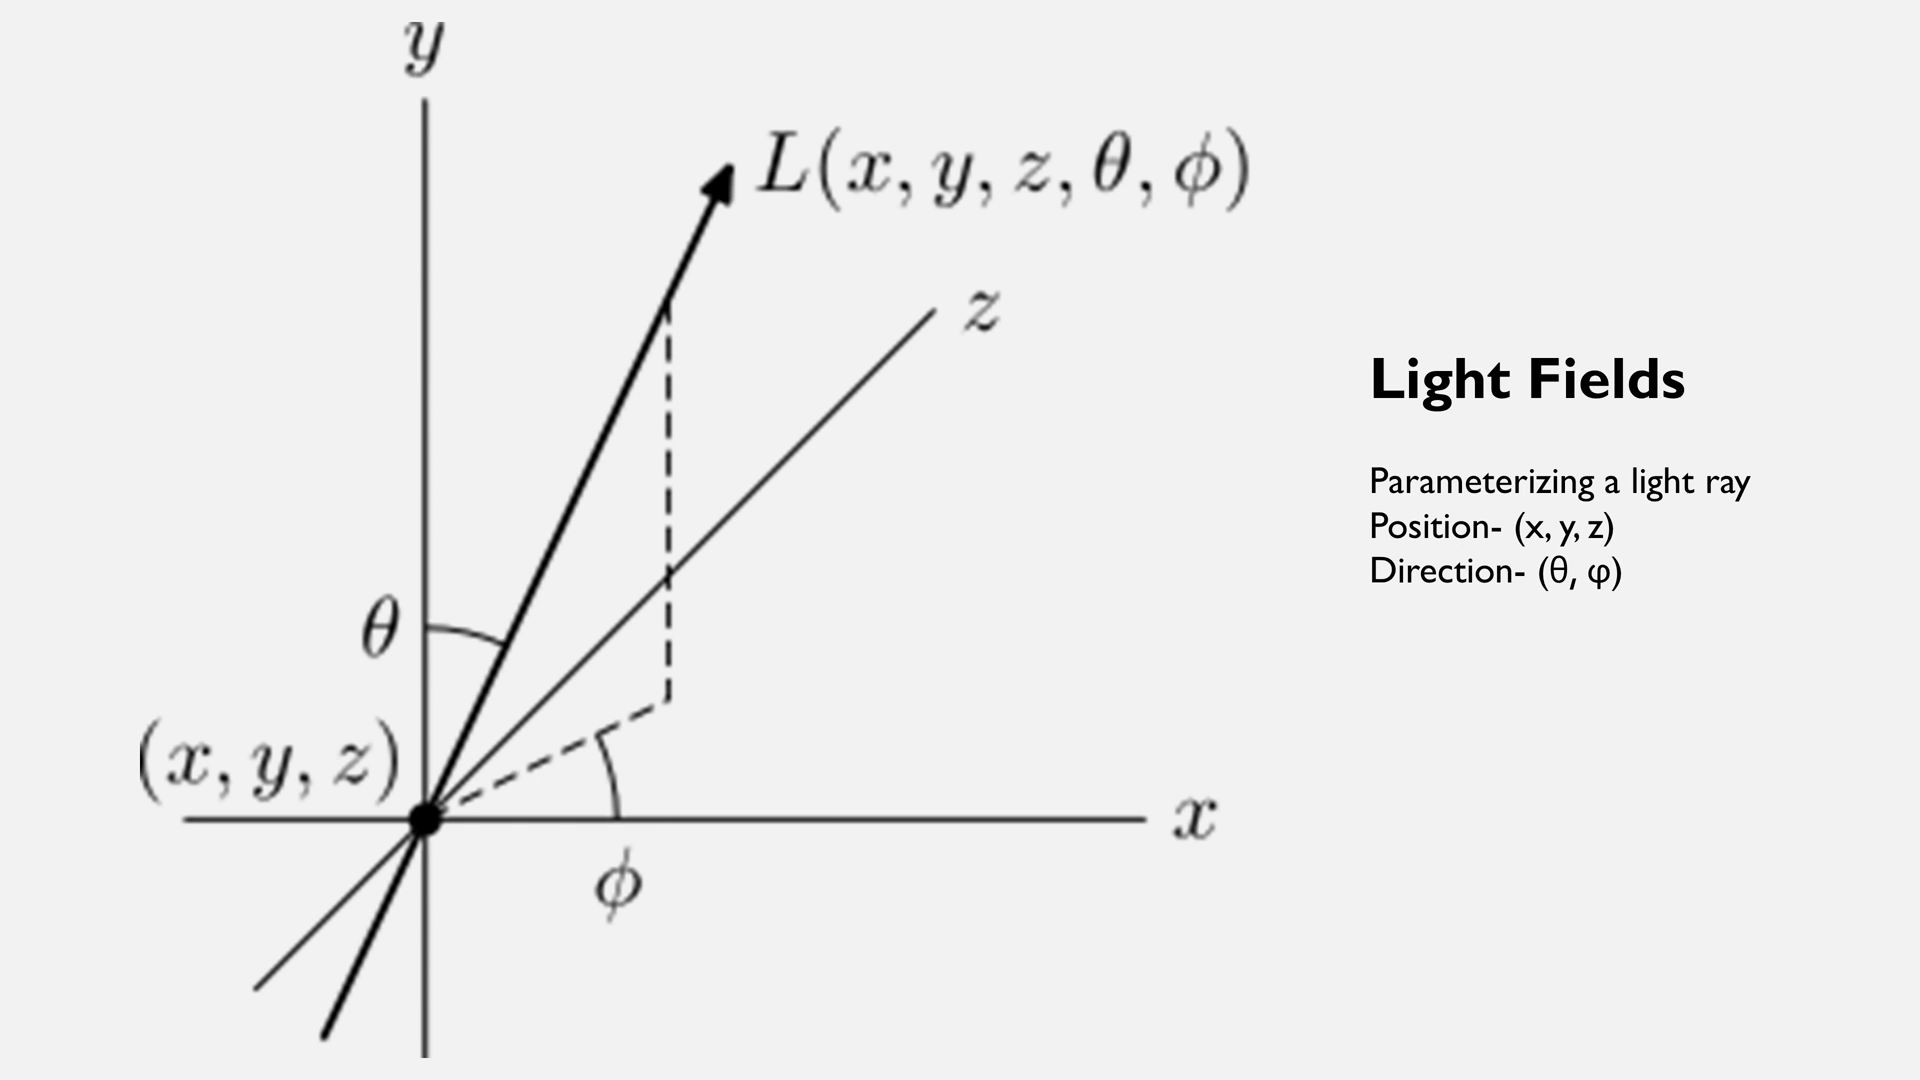 y
L(x, y, z, θ, ϕ)
z
θ
(x, y, z)
x
ϕ
Light Fields
Parameterizing a light ray
Position- (x, y, z)
Direction- (θ, φ)